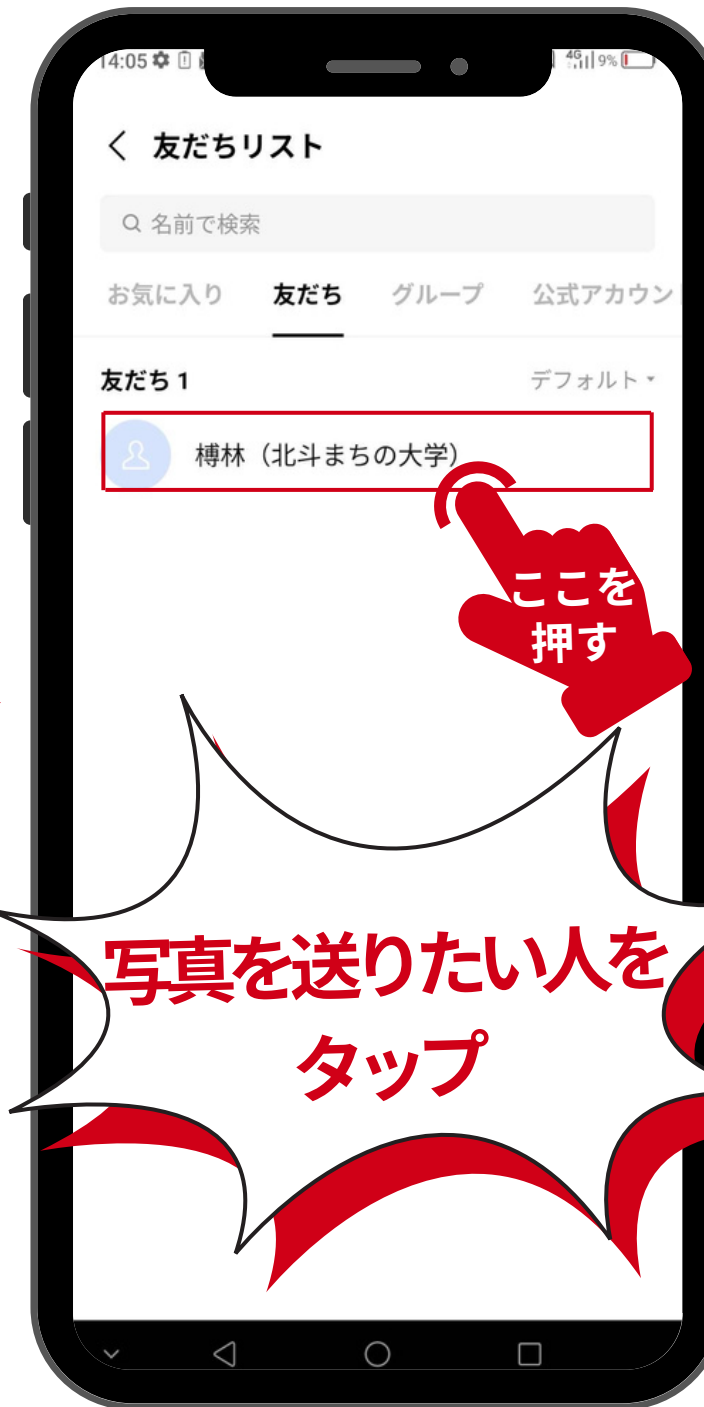 14:05
4G 9%
友だちリスト
名前で検索
お気に入り 友だち グループ 公式アカウント
友だち 1 デフォルト
榑林（北斗まちの大学）
ここを
押す
写真を送りたい人を
タップ